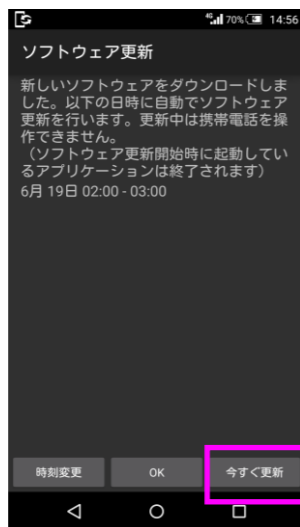 4G 70% 14:56
ソフトウェア更新
新しいソフトウェアをダウンロードしま
した。以下の日時に自動でソフトウェア
更新を行います。更新中は携帯電話を操
作できません。
（ソフトウェア更新開始時に起動してい
るアプリケーションは終了されます）
6月 19日 02:00 - 03:00
時刻変更
OK
今すぐ更新